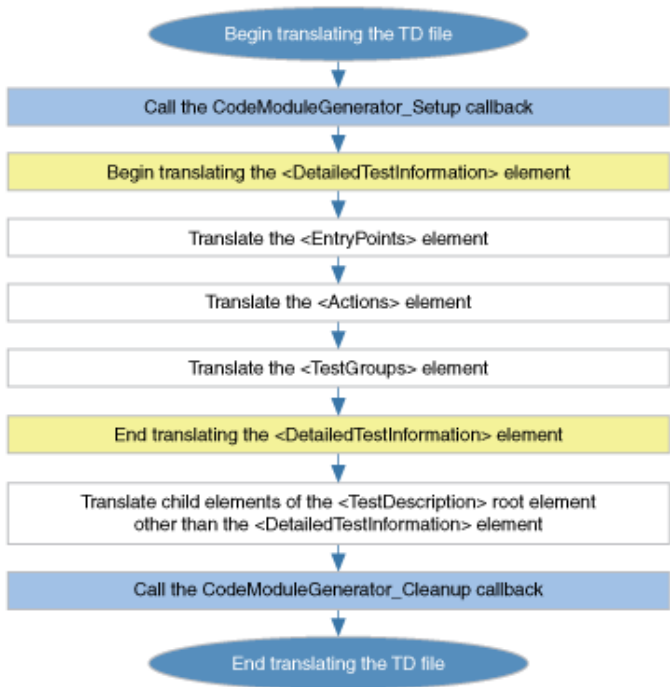 Begin translating the TD file
Call the CodeModuleGenerator_Setup callback
Begin translating the <DetailedTestInformation> element
Translate the <EntryPoints> element
Translate the <Actions> element
Translate the <TestGroups> element
End translating the <DetailedTestInformation> element
Translate child elements of the <TestDescription> root element
other than the <DetailedTestInformation> element
Call the CodeModuleGenerator_Cleanup callback
End translating the TD file